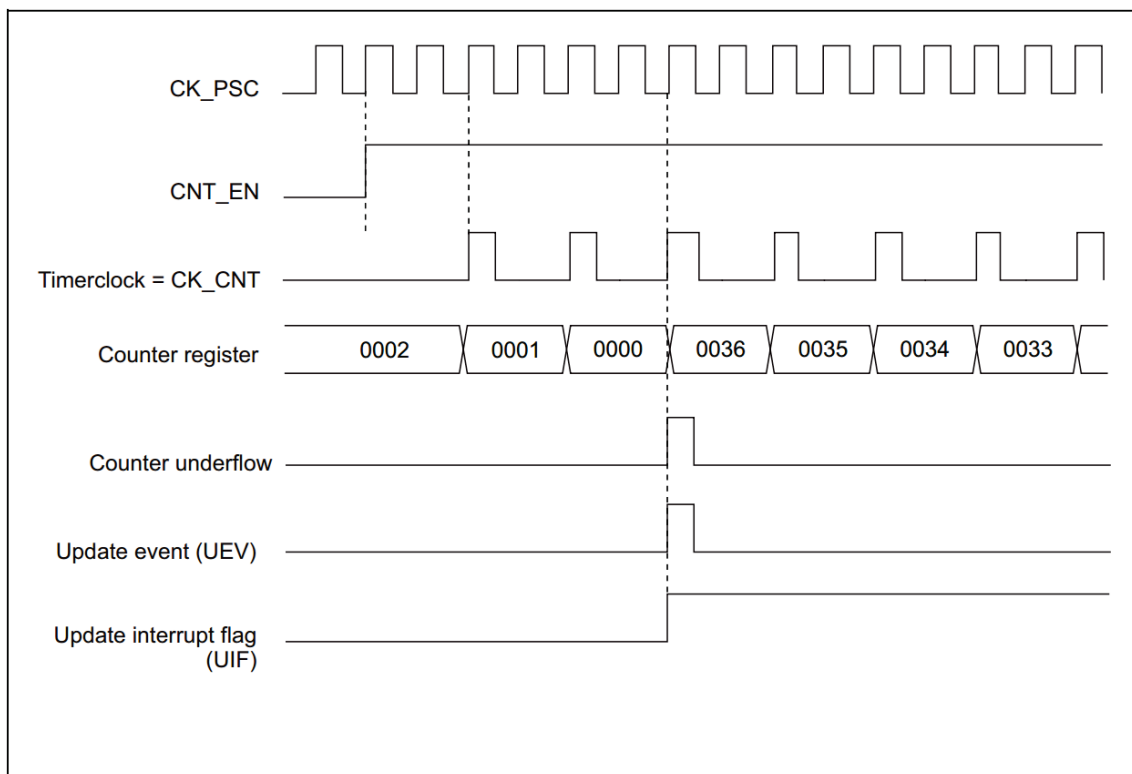 CK_PSC
CNT_EN
Timerclock = CK_CNT
Counter register
0002
0001
0000
0036
0035
0034
0033
Counter underflow
Update event (UEV)
Update interrupt flag
(UIF)